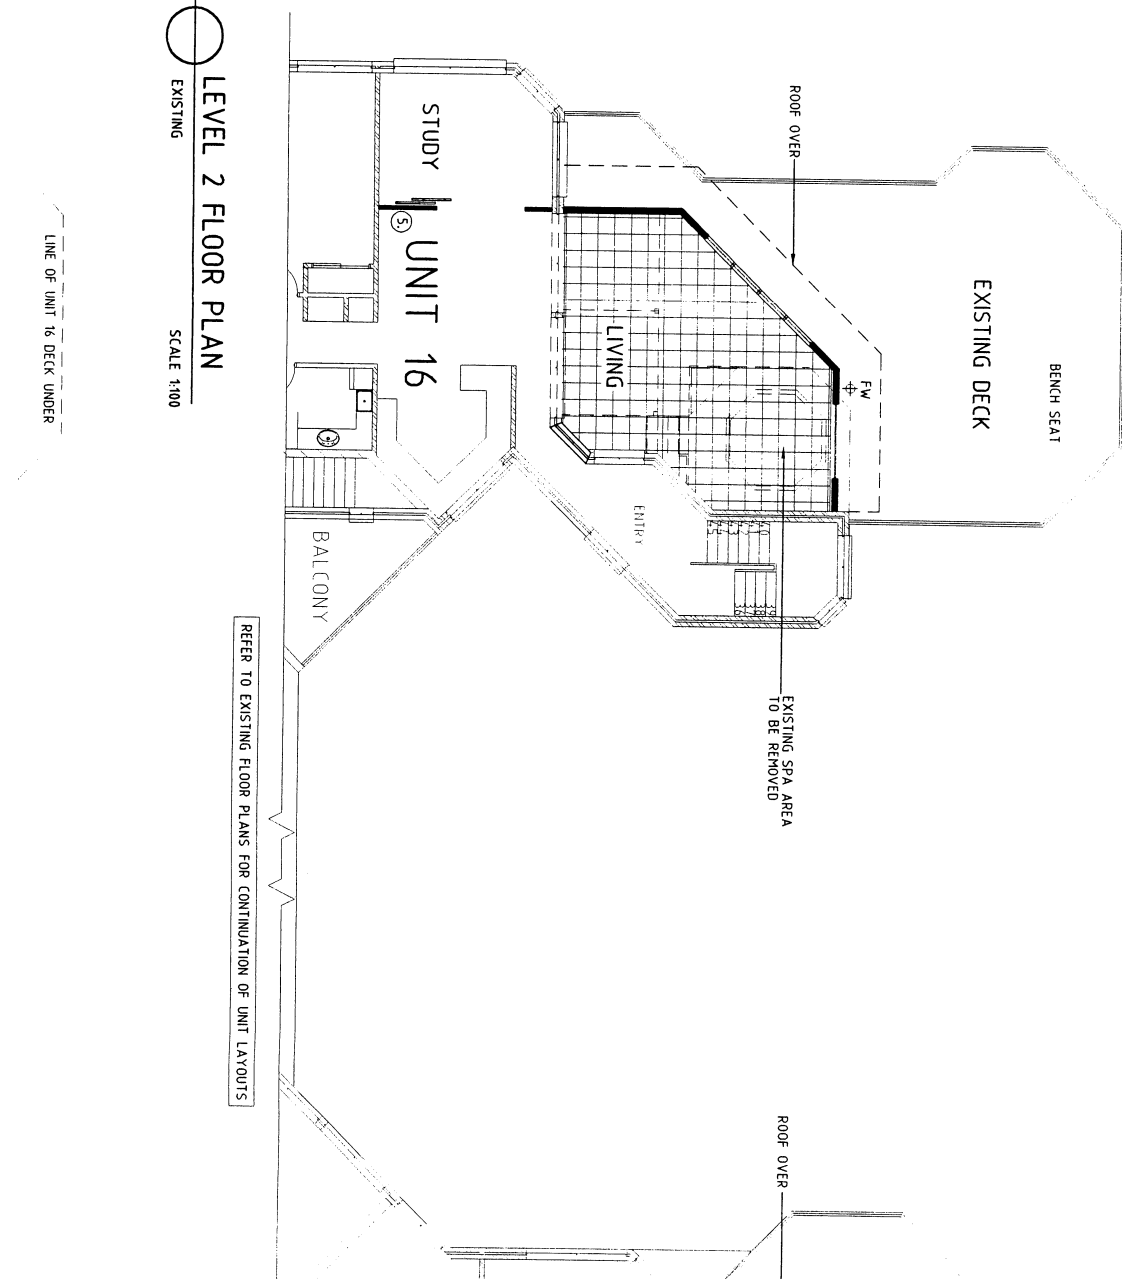 BENCH SEAT
EXISTING DECK
FW
ROOF OVER
EXISTING SPA AREA
TO BE REMOVED
ROOF OVER
ENTRY
LIVING
STUDY
UNIT 16
5.
BALCONY
REFER TO EXISTING FLOOR PLANS FOR CONTINUATION OF UNIT LAYOUTS
LEVEL 2 FLOOR PLAN
EXISTING
SCALE 1:100
LINE OF UNIT 16 DECK UNDER